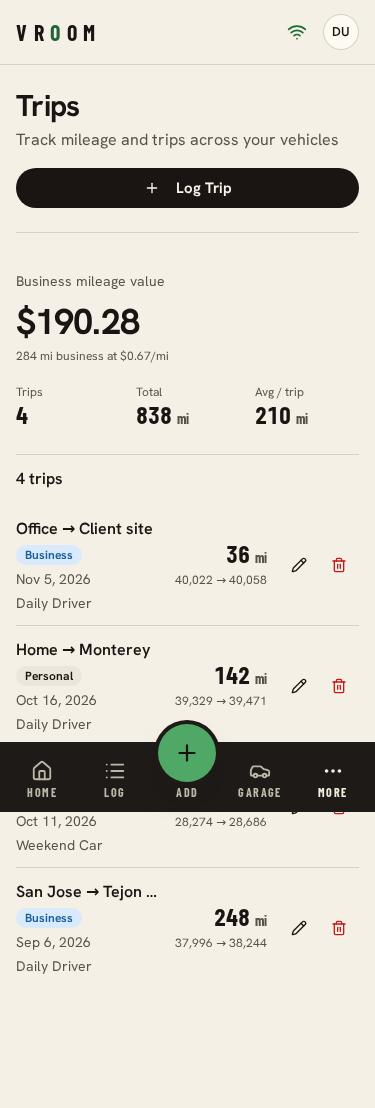 VROOM
DU
Trips
Track mileage and trips across your vehicles
+ Log Trip
Business mileage value
$190.28
284 mi business at $0.67/mi
Trips
4
Total
838 mi
Avg / trip
210 mi
4 trips
Office → Client site
Business
36 mi
Nov 5, 2026
40,022 → 40,058
Daily Driver
Home → Monterey
Personal
142 mi
Oct 16, 2026
39,329 → 39,471
Daily Driver
HOME
LOG
ADD
GARAGE
MORE
Oct 11, 2026
28,274 → 28,686
Weekend Car
San Jose → Tejon ...
Business
248 mi
Sep 6, 2026
37,996 → 38,244
Daily Driver